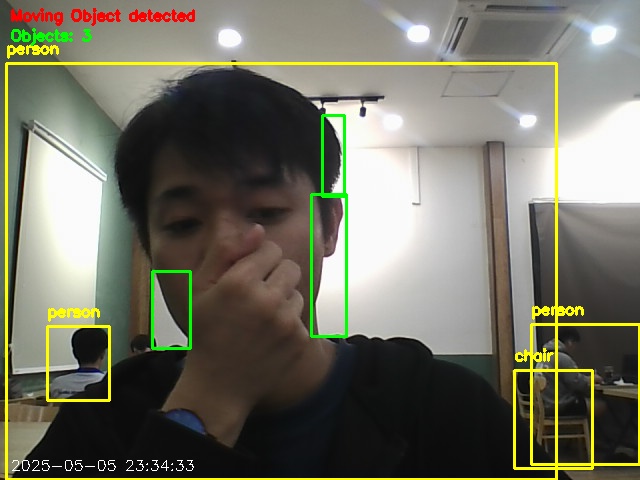 Moving Object detected
Objects: 3
person
person
person
chair
2025-05-05 23:34:33